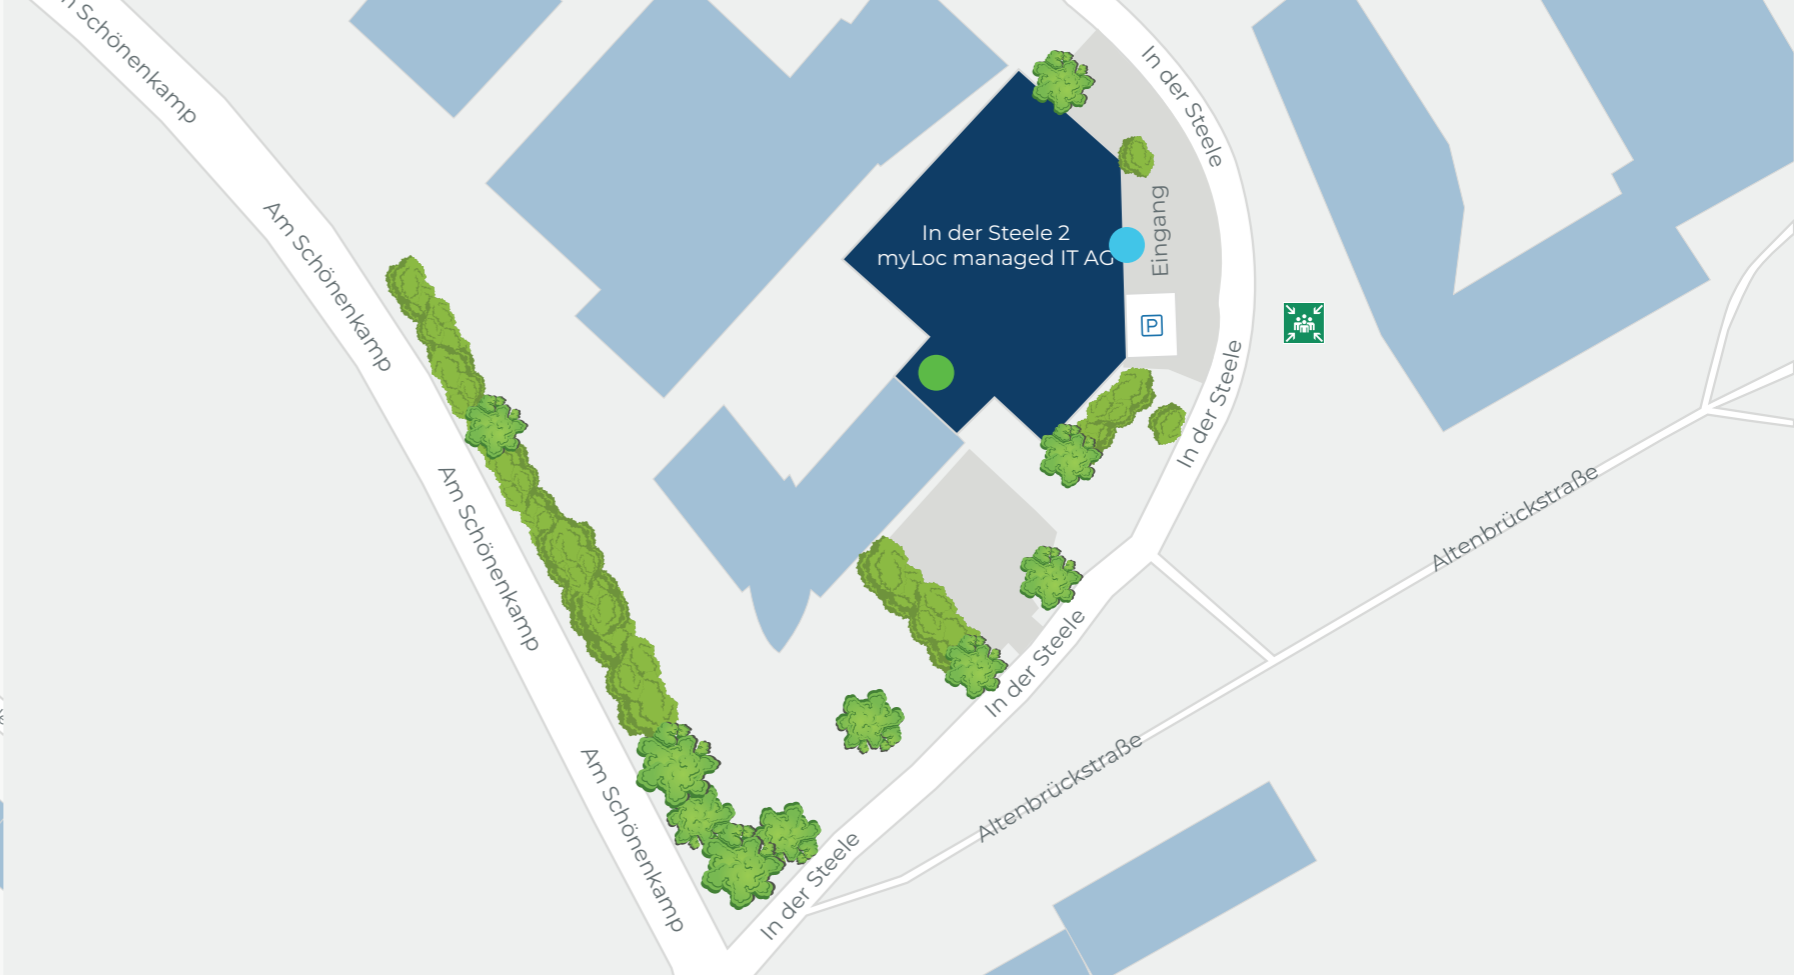 Am Schönenkamp
In der Steele
In der Steele 2
myLoc managed IT AG
Eingang
Am Schönenkamp
P
In der Steele
Am Schönenkamp
Altenbrückstraße
In der Steele
Altenbrückstraße
Am Schönenkamp
In der Steele